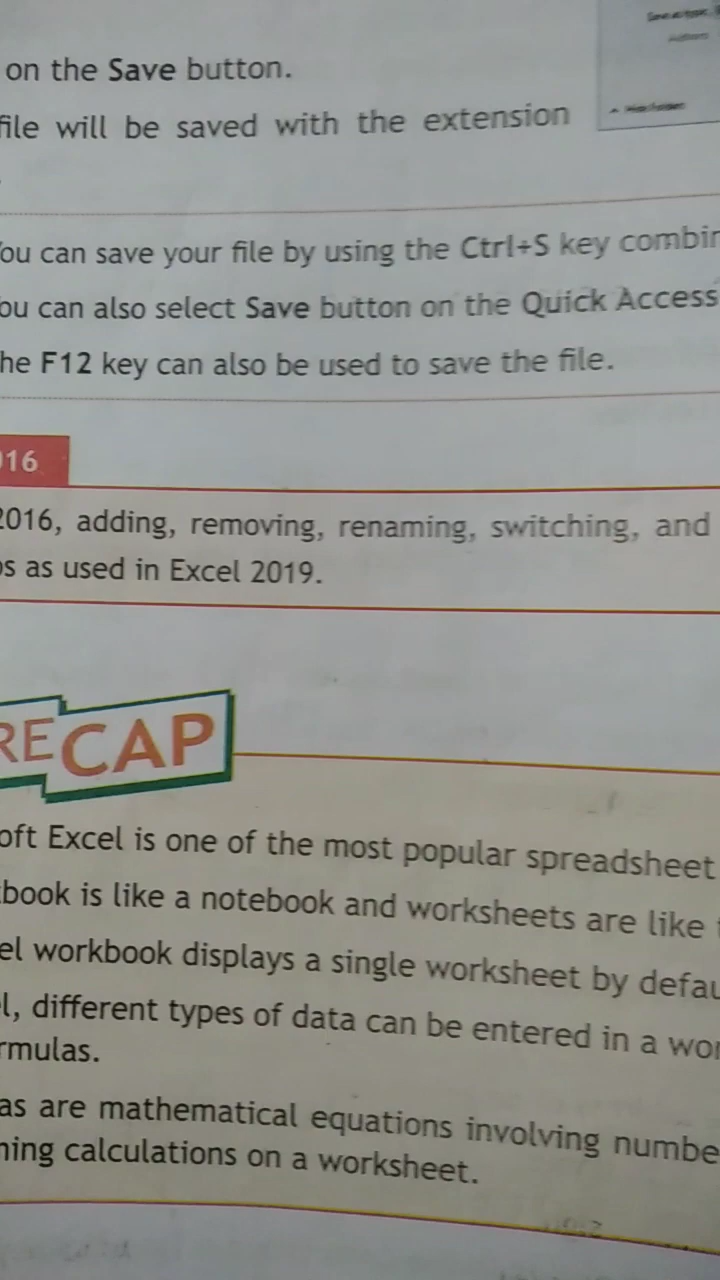 on the Save button.
file will be saved with the extension
You can save your file by using the Ctrl+S key combin
ou can also select Save button on the Quick Access
he F12 key can also be used to save the file.
016
2016, adding, removing, renaming, switching, and
s as used in Excel 2019.
RECAP
oft Excel is one of the most popular spreadsheet
book is like a notebook and worksheets are like
el workbook displays a single worksheet by defau
l, different types of data can be entered in a wor
rmulas.
as are mathematical equations involving numbe
ning calculations on a worksheet.